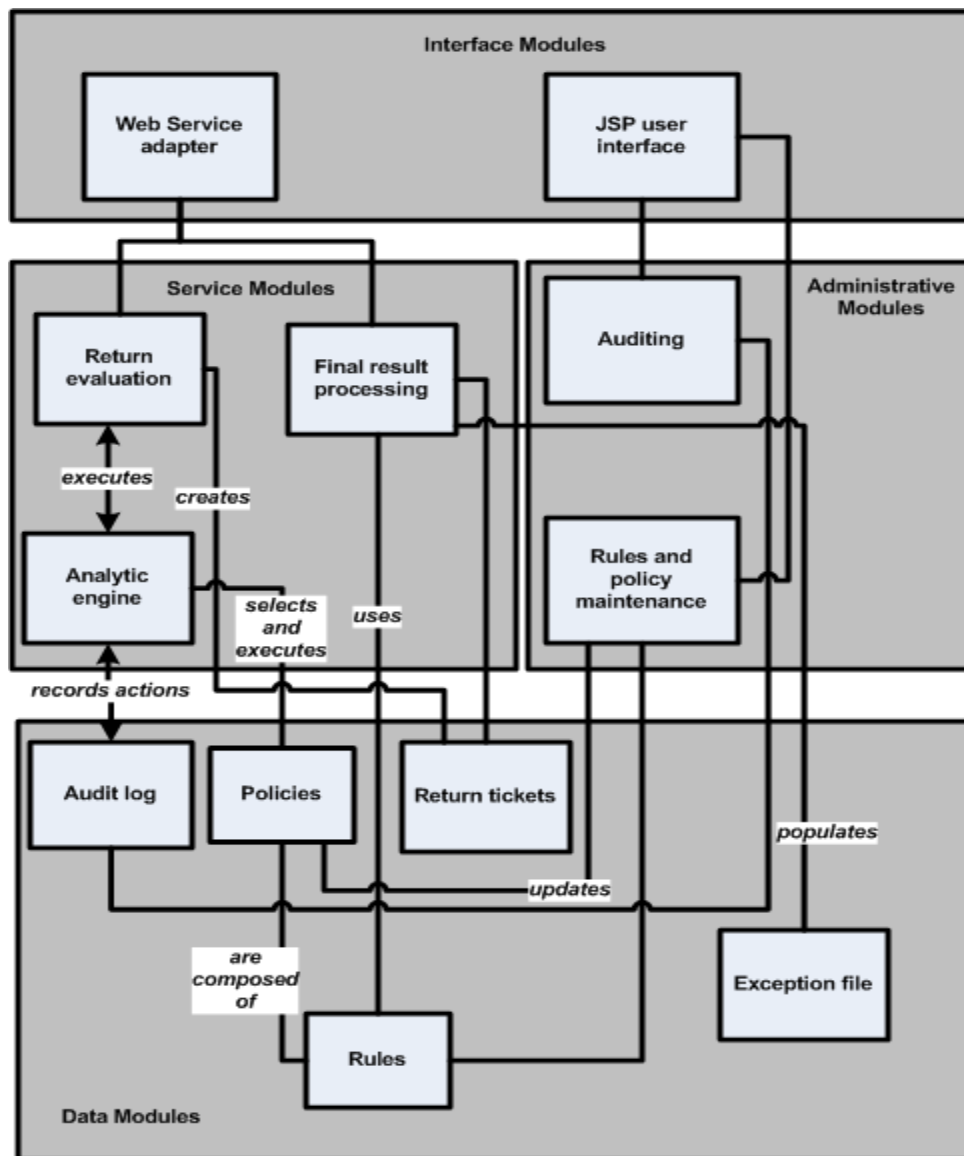 Interface Modules
Web Service
adapter
JSP user
interface
Service Modules
Administrative
Modules
Return
evaluation
Final result
processing
Auditing
executes
creates
Analytic
engine
selects
and
executes
uses
Rules and
policy
maintenance
records actions
Audit log
Policies
Return tickets
populates
updates
are
composed
of
Exception file
Rules
Data Modules